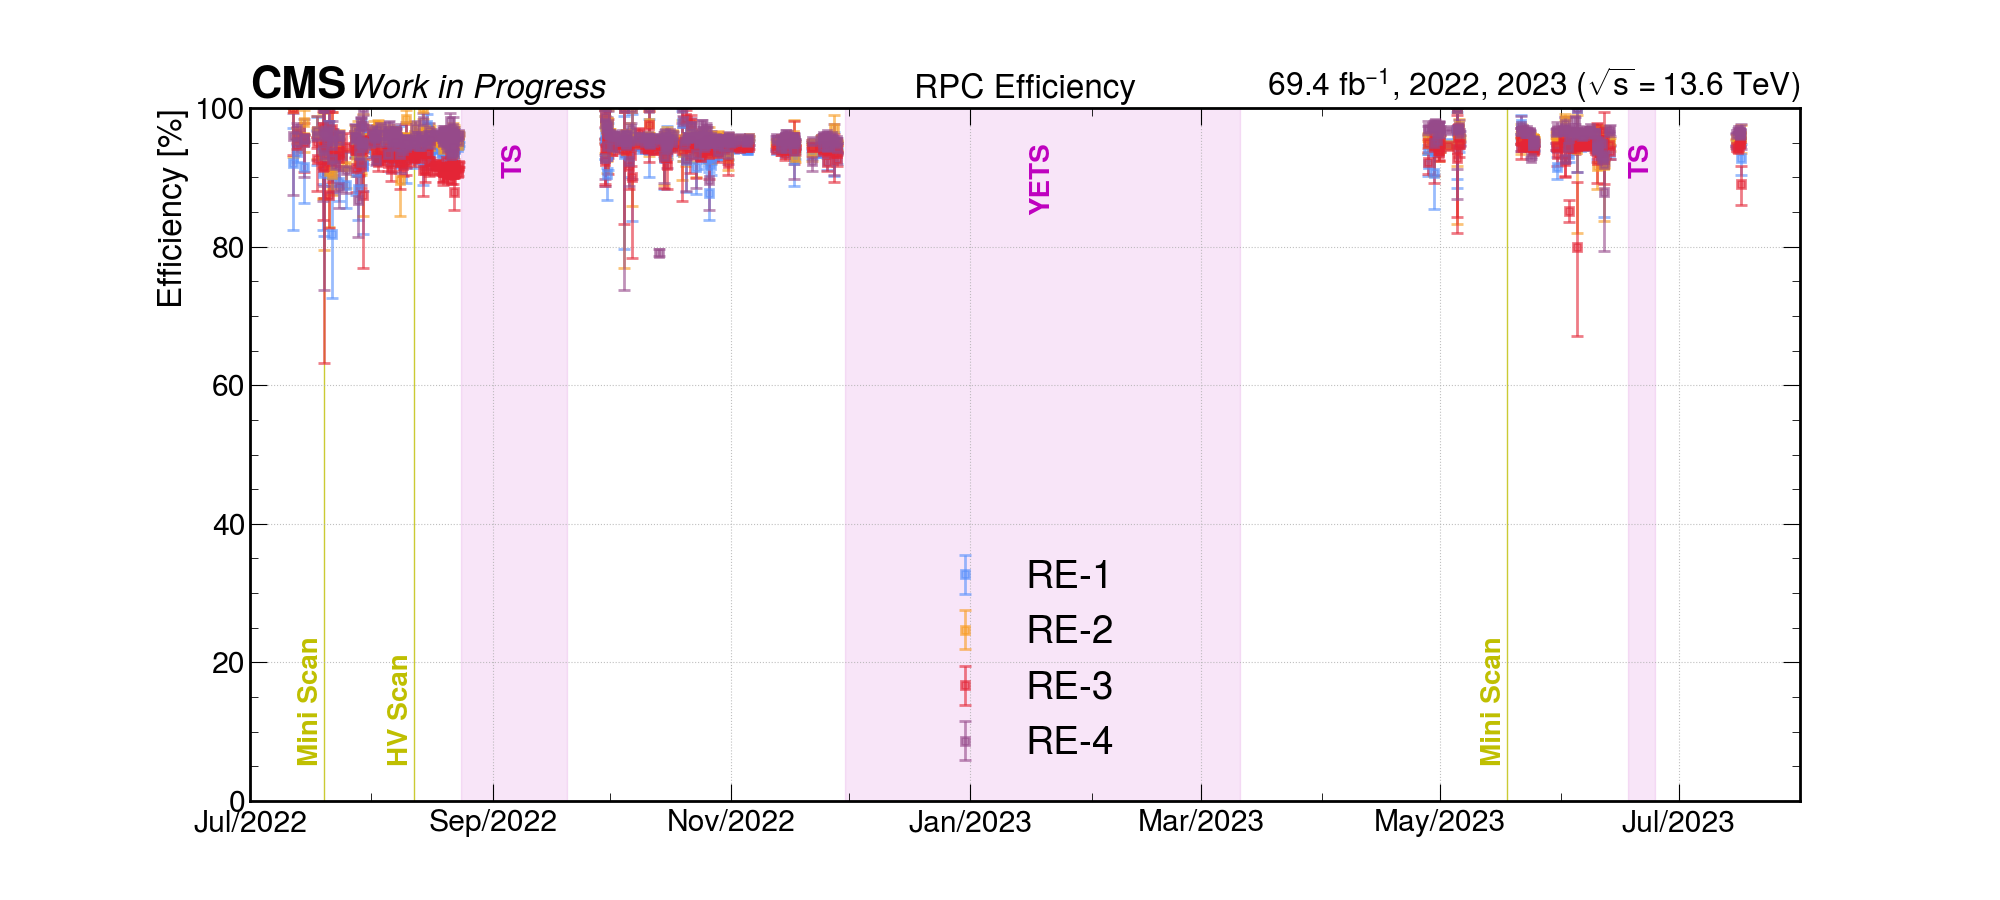 CMS Work in Progress RPC Efficiency 69.4 fb⁻¹, 2022, 2023 (√s = 13.6 TeV)
Efficiency [%]
100
80
60
40
20
0
TS
YETS
TS
Mini Scan
HV Scan
Mini Scan
RE-1
RE-2
RE-3
RE-4
Jul/2022 Sep/2022 Nov/2022 Jan/2023 Mar/2023 May/2023 Jul/2023